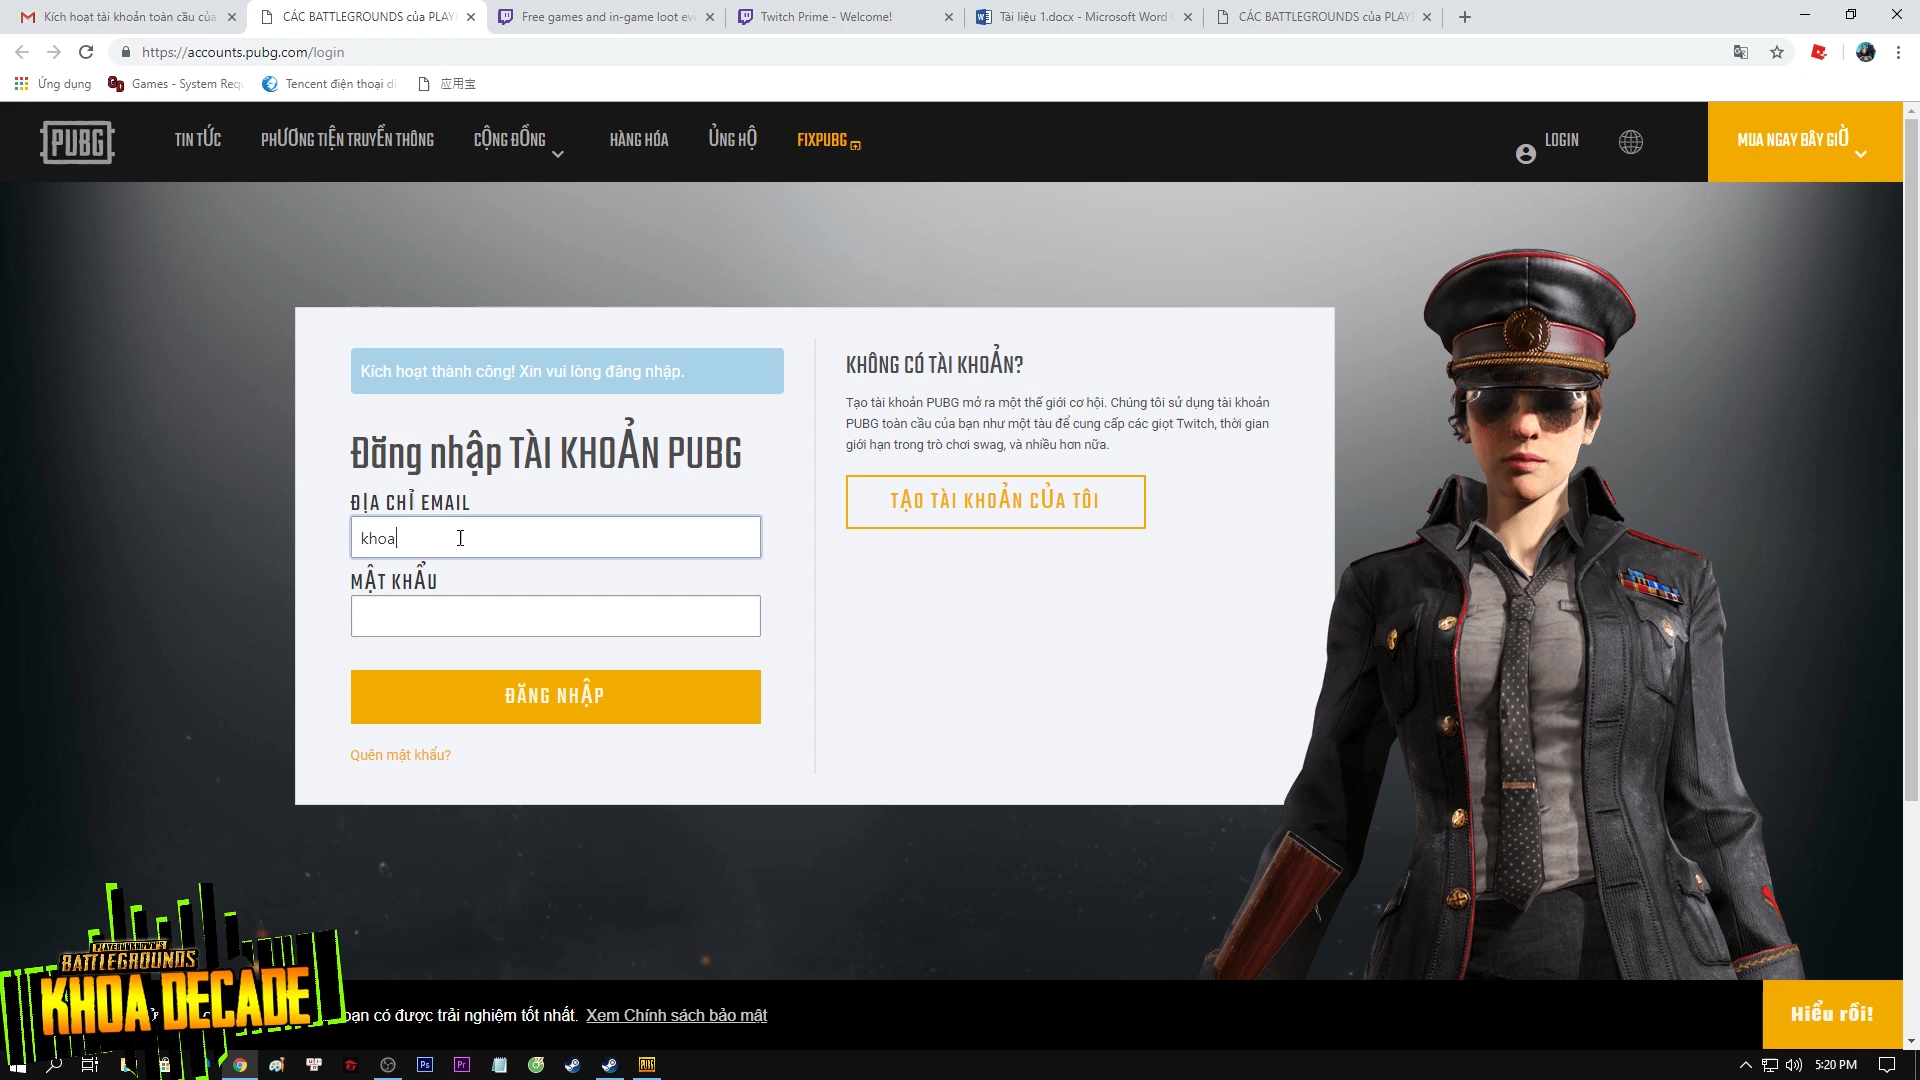 Kích hoạt tài khoản toàn cầu của
CÁC BATTLEGROUNDS của PLAYE
Free games and in-game loot eve
Twitch Prime - Welcome!
Tài liệu 1.docx - Microsoft Word
CÁC BATTLEGROUNDS của PLAYE
https://accounts.pubg.com/login
Ứng dụng
Games - System Requ
Tencent điện thoại di
应用宝
PUBG
TIN TỨC
PHƯƠNG TIỆN TRUYỀN THÔNG
CỘNG ĐỒNG
HÀNG HÓA
ỦNG HỘ
FIXPUBG
LOGIN
MUA NGAY BÂY GIỜ
Kích hoạt thành công! Xin vui lòng đăng nhập.
Đăng nhập TÀI KHOẢN PUBG
ĐỊA CHỈ EMAIL
khoa
MẬT KHẨU
ĐĂNG NHẬP
Quên mật khẩu?
KHÔNG CÓ TÀI KHOẢN?
Tạo tài khoản PUBG mở ra một thế giới cơ hội. Chúng tôi sử dụng tài khoản
PUBG toàn cầu của bạn như một tàu để cung cấp các giọt Twitch, thời gian
giới hạn trong trò chơi swag, và nhiều hơn nữa.
TẠO TÀI KHOẢN CỦA TÔI
PLAYERUNKNOWN'S
BATTLEGROUNDS
KHOA DECADE
bạn có được trải nghiệm tốt nhất. Xem Chính sách bảo mật
Hiểu rồi!
Ps
Pr
PUBG
5:20 PM